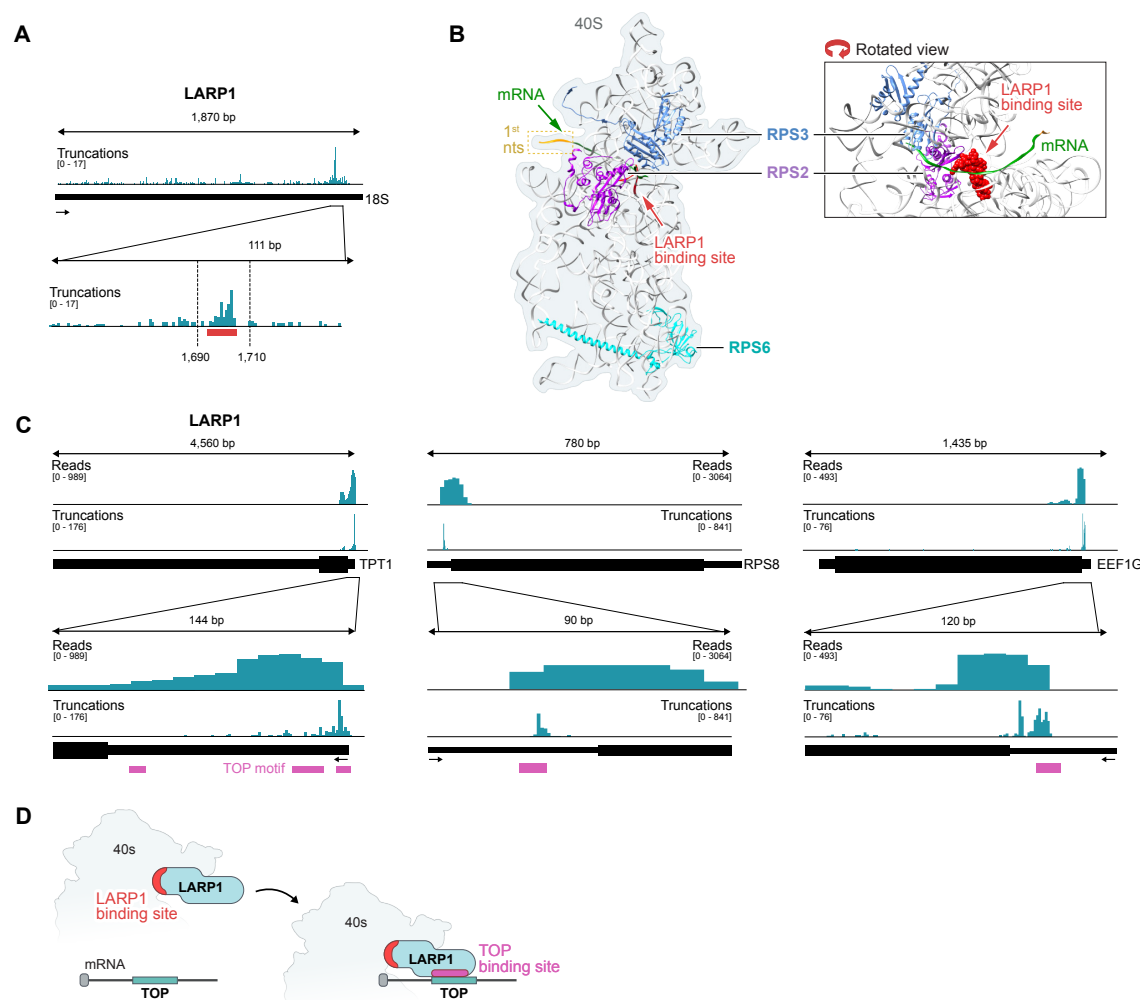 A
LARP1
1,870 bp
Truncations
[0 - 17]
18S
111 bp
Truncations
[0 - 17]
1,690
1,710
B
40S
mRNA
1st
nts
RPS3
RPS2
LARP1
binding site
RPS6
Rotated view
LARP1
binding site
mRNA
C
LARP1
4,560 bp
Reads
[0 - 989]
Truncations
[0 - 176]
TPT1
144 bp
Reads
[0 - 989]
Truncations
[0 - 176]
TOP motif
780 bp
Reads
[0 - 3064]
Truncations
[0 - 841]
RPS8
90 bp
Reads
[0 - 3064]
Truncations
[0 - 841]
1,435 bp
Reads
[0 - 493]
Truncations
[0 - 76]
EEF1G
120 bp
Reads
[0 - 493]
Truncations
[0 - 76]
D
40s
LARP1
LARP1
binding site
mRNA
TOP
40s
LARP1
TOP
binding site
TOP